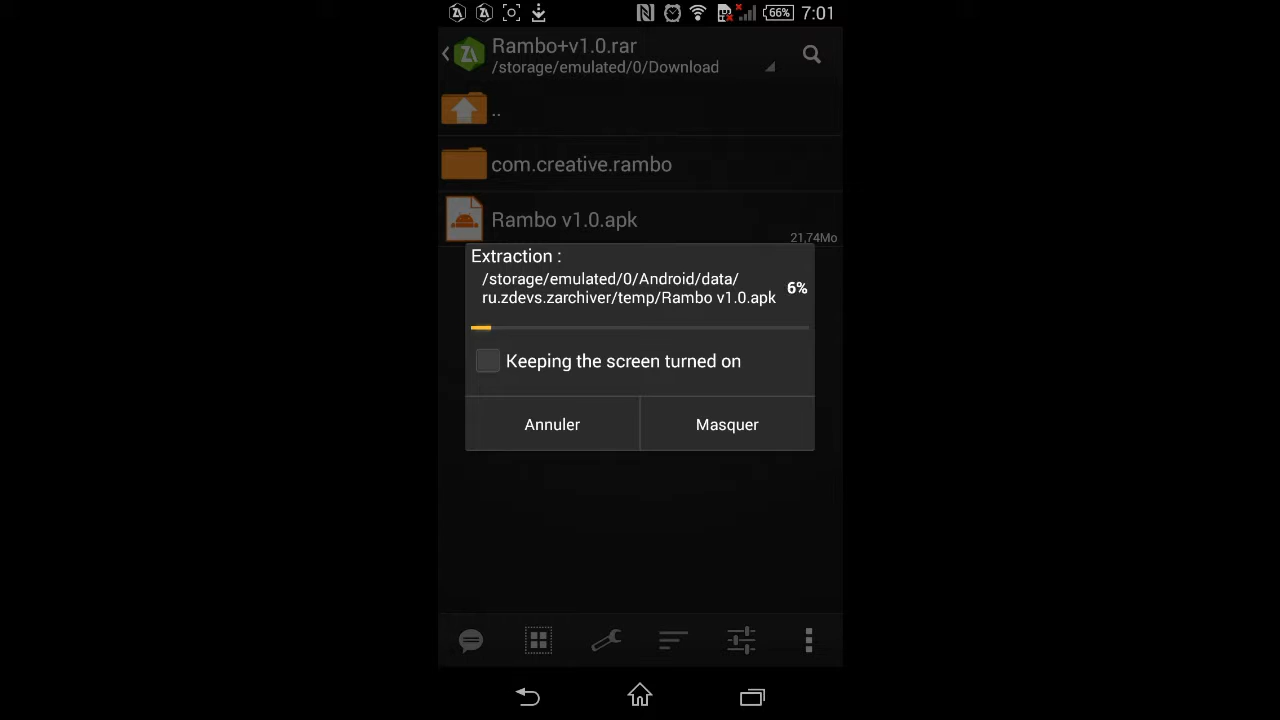 66% 7:01
Rambo+v1.0.rar
/storage/emulated/0/Download
..
com.creative.rambo
Rambo v1.0.apk
21,74Mo
Extraction :
/storage/emulated/0/Android/data/
ru.zdevs.zarchiver/temp/Rambo v1.0.apk
6%
Keeping the screen turned on
Annuler Masquer